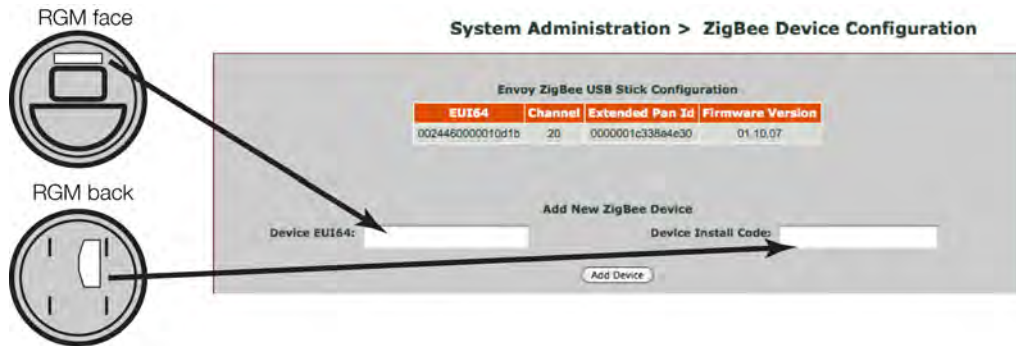 RGM face
System Administration > ZigBee Device Configuration
Envoy ZigBee USB Stick Configuration
EUI64 Channel Extended Pan Id Firmware Version
0024460000010d1b 20 0000001c338a4e30 01.10.07
RGM back
Add New ZigBee Device
Device EUI64: Device Install Code:
Add Device